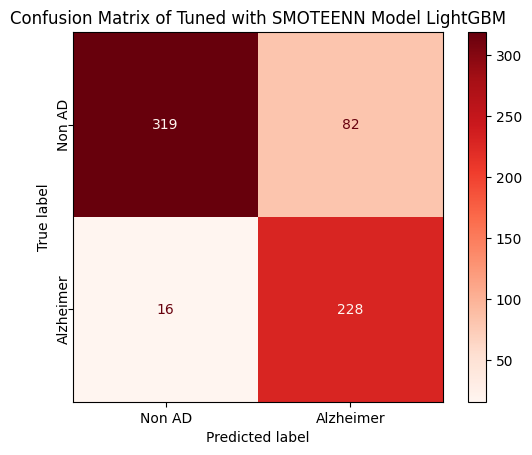 Confusion Matrix of Tuned with SMOTEENN Model LightGBM
Non AD
Alzheimer
True label
319
82
16
228
Non AD
Alzheimer
Predicted label
300
250
200
150
100
50